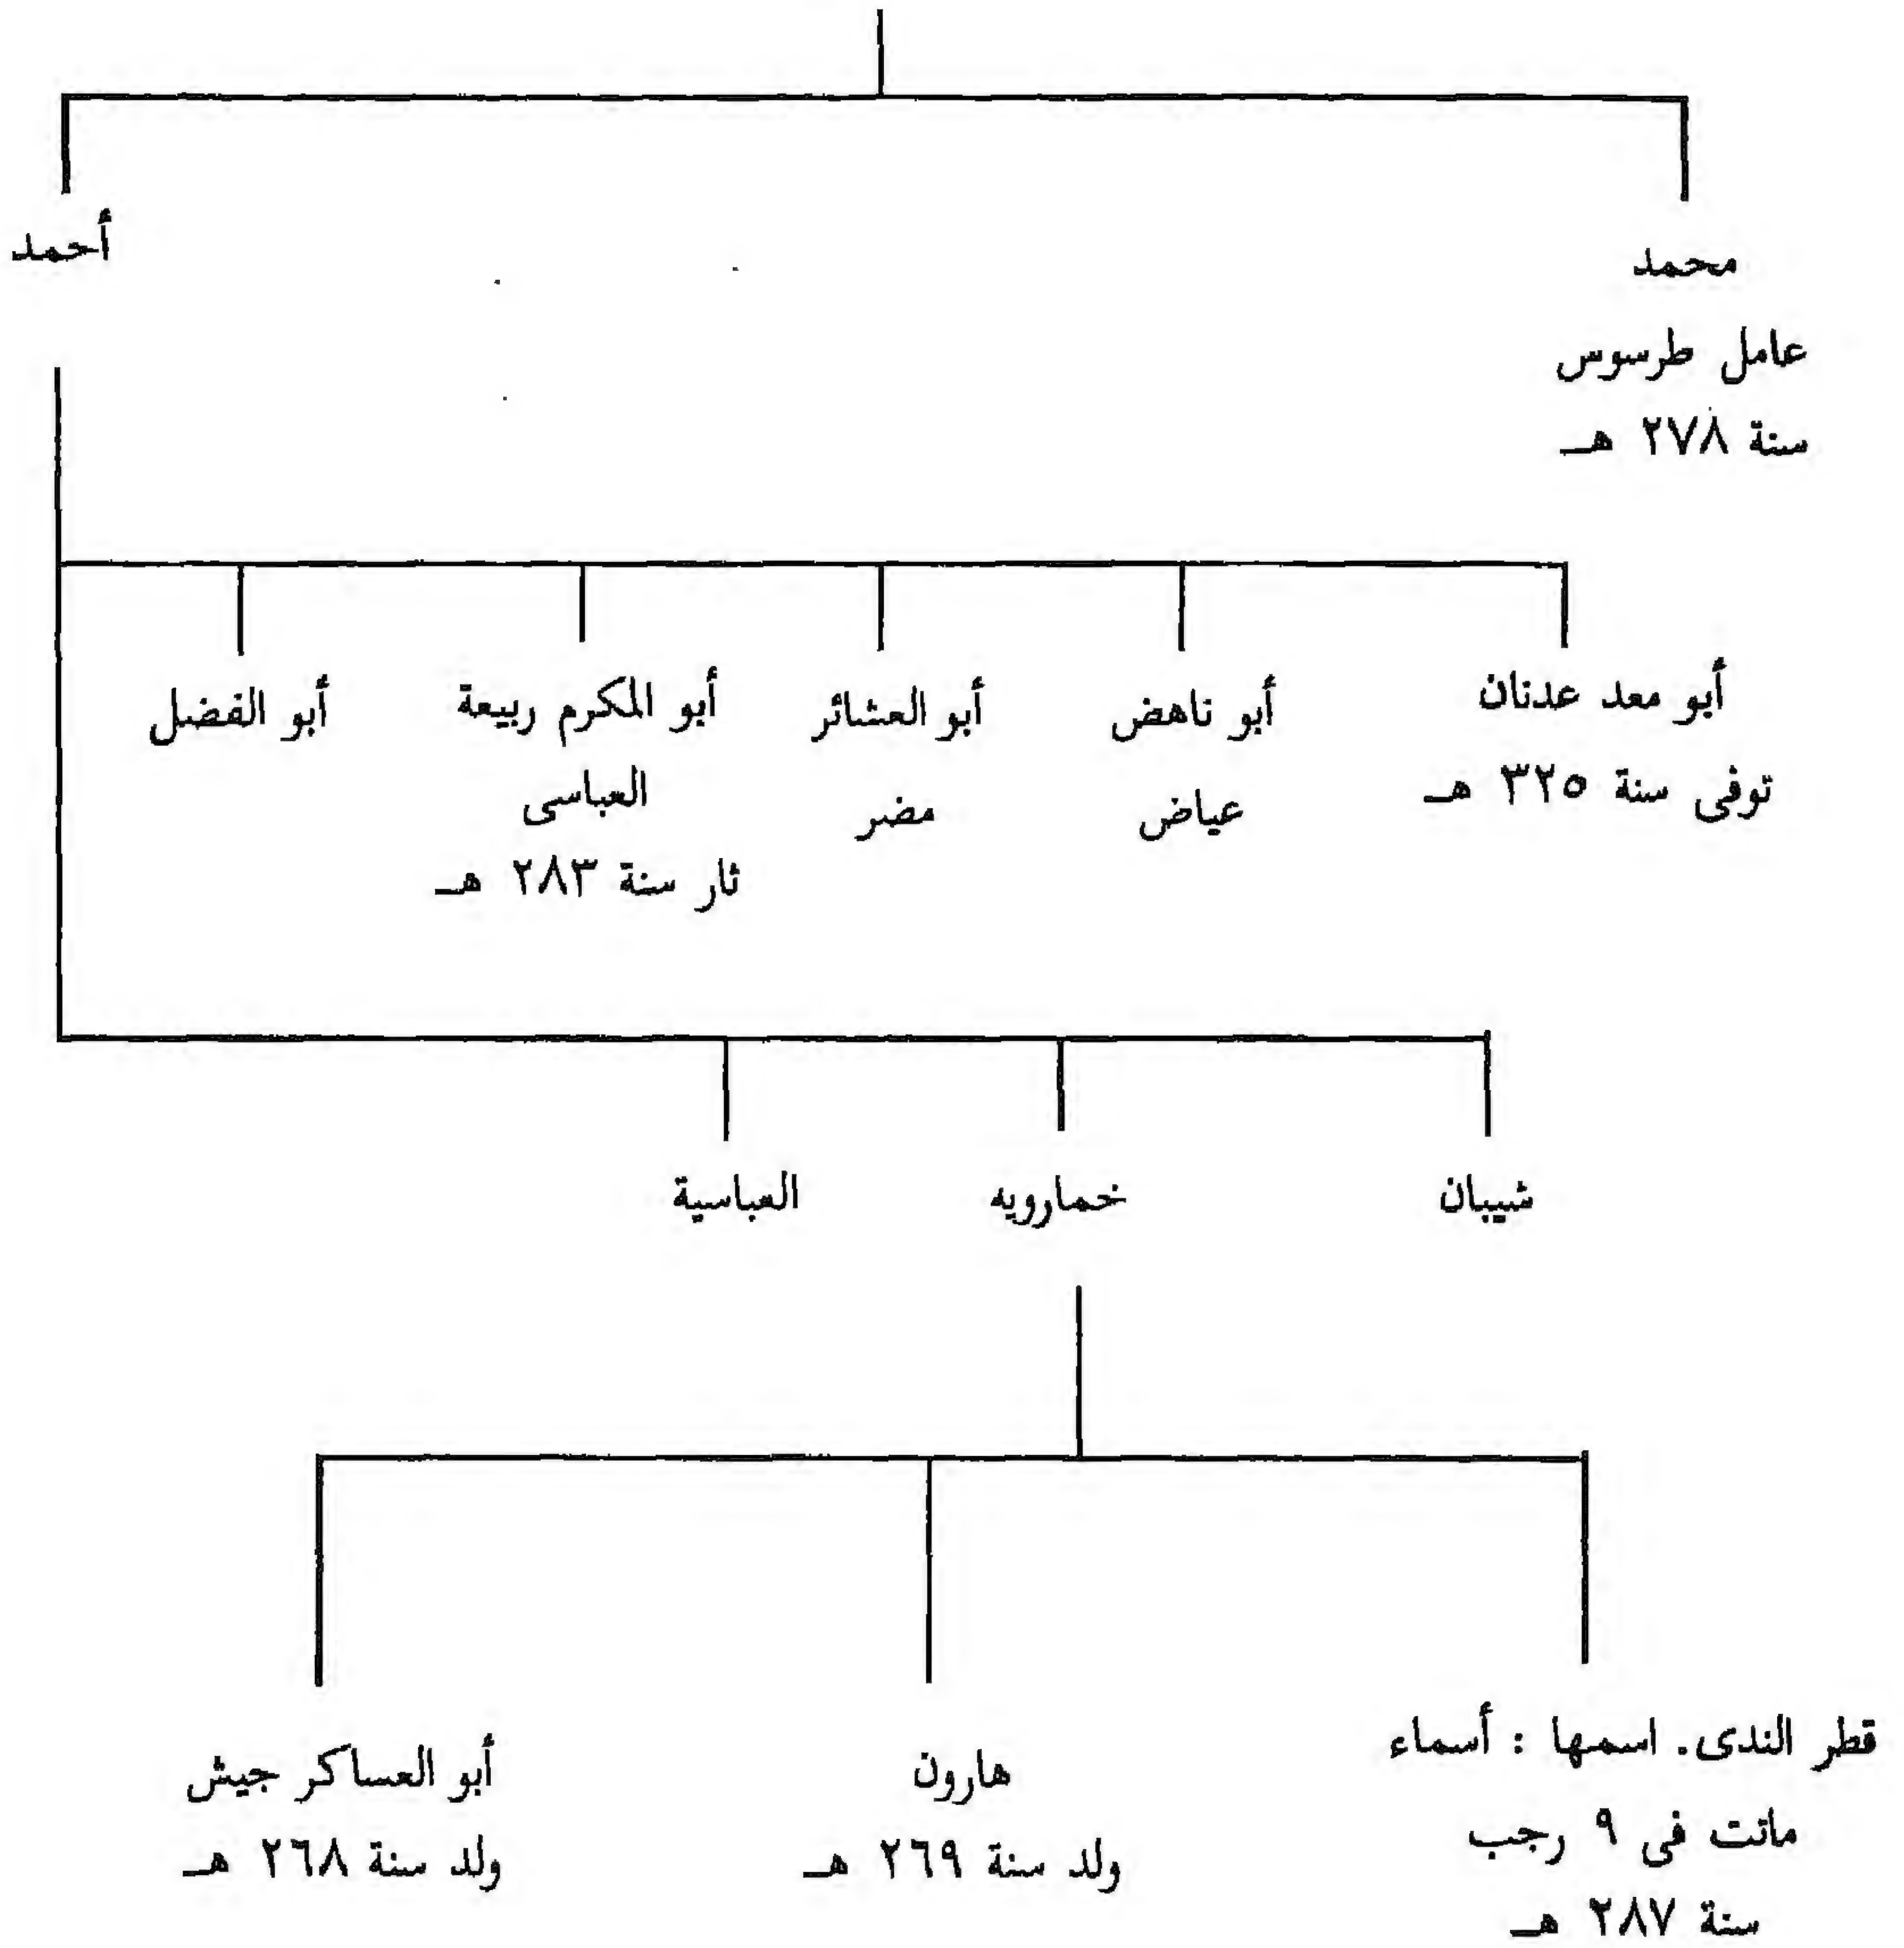 محمد
عامل طرسوس
سنة ٢٧٨ هـ
أحمد
أبو معد عدنان
توفى سنة ٣٢٥ هـ
أبو ناهض
عياض
أبو العشائر
مضر
أبو المكرم ربيعة
العباسى
ثار سنة ٢٨٣ هـ
أبو الفضل
شيبان
خمارويه
العباسية
قطر الندى. اسمها : أسماء
ماتت فى ٩ رجب
سنة ٢٨٧ هـ
هارون
ولد سنة ٢٦٩ هـ
أبو العساكر جيش
ولد سنة ٢٦٨ هـ